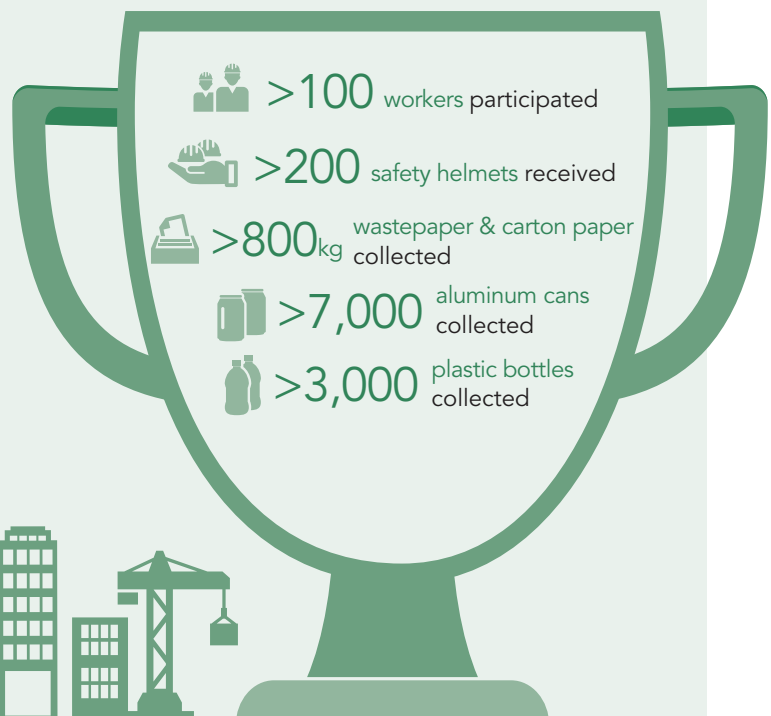 >100 workers participated
>200 safety helmets received
>800kg wastepaper & carton paper
collected
>7,000 aluminum cans
collected
>3,000 plastic bottles
collected